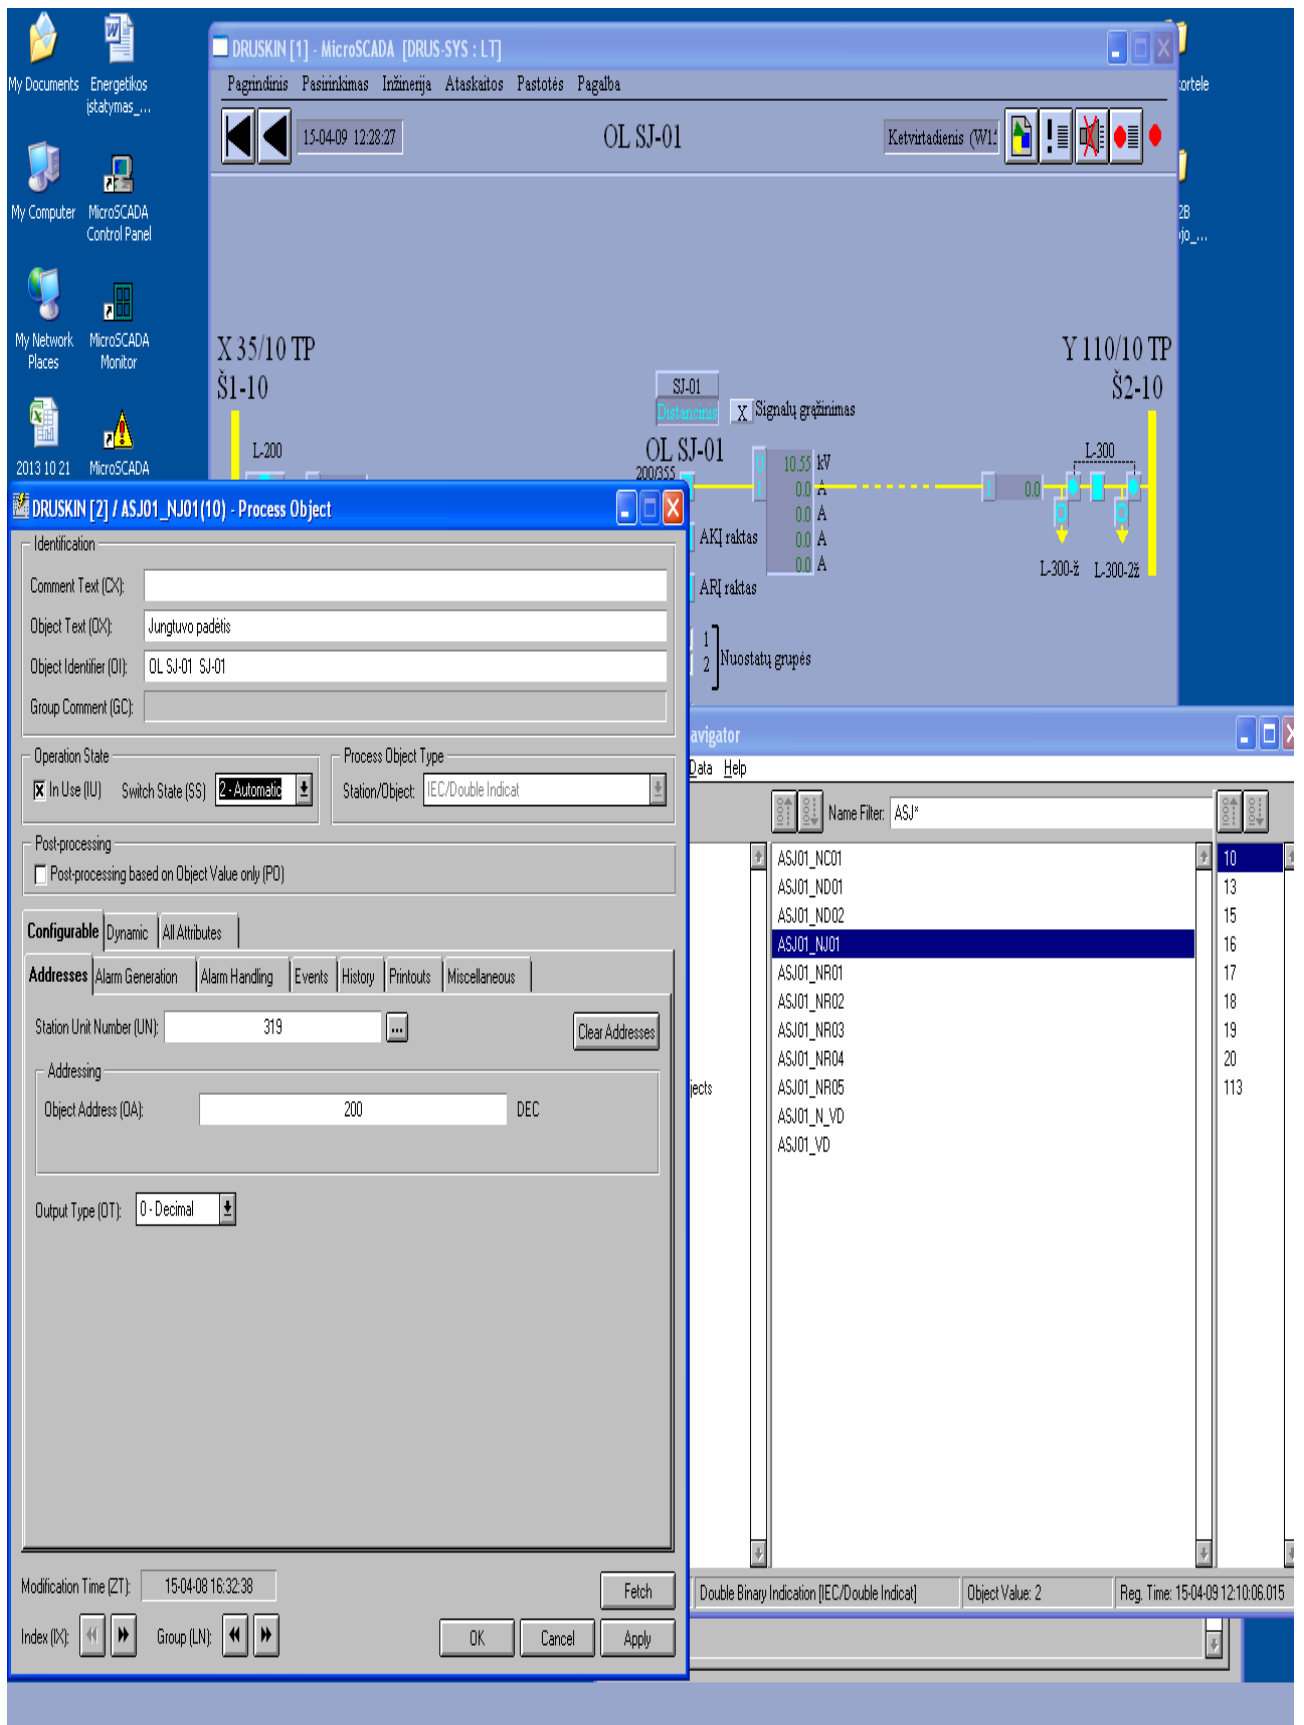 My Documents
Energetikos
įstatymas_...
My Computer
MicroSCADA
Control Panel
My Network
Places
MicroSCADA
Monitor
2013 10 21
MicroSCADA
DRUSKIN [1] - MicroSCADA [DRUS-SYS : LT]
Pagrindinis Pasirinkimas Inžinerija Ataskaitos Pastotės Pagalba
15-04-09 12:28:27
OL SJ-01
Ketvirtadienis (W1
X 35/10 TP
Š1-10
Y 110/10 TP
Š2-10
SJ-01
Distancinis
X Signalų grąžinimas
L-200
OL SJ-01
200/355
U 10.55 kV
I 0.0 A
0.0 A
0.0 A
0.0 A
I 0.0
L-300
L-300-ž L-300-2ž
AKĮ raktas
ARĮ raktas
1
2
Nuostatų grupės
DRUSKIN [2] / ASJ01_NJ01(10) - Process Object
Identification
Comment Text (CX):
Object Text (OX): Jungtuvo padėtis
Object Identifier (OI): OL SJ-01 SJ-01
Group Comment (GC):
Operation State
In Use (IU) Switch State (SS) 2 - Automatic
Process Object Type
Station/Object: IEC/Double Indicat
Post-processing
Post-processing based on Object Value only (PO)
Configurable Dynamic All Attributes
Addresses Alarm Generation Alarm Handling Events History Printouts Miscellaneous
Station Unit Number (UN): 319 ... Clear Addresses
Addressing
Object Address (OA): 200 DEC
Output Type (OT): 0 - Decimal
Modification Time (ZT): 15-04-08 16:32:38 Fetch
Index (IX): Group (LN): OK Cancel Apply
avigator
Data Help
Name Filter: ASJ*
jects
ASJ01_NC01
ASJ01_ND01
ASJ01_ND02
ASJ01_NJ01
ASJ01_NR01
ASJ01_NR02
ASJ01_NR03
ASJ01_NR04
ASJ01_NR05
ASJ01_N_VD
ASJ01_VD
10
13
15
16
17
18
19
20
113
Double Binary Indication [IEC/Double Indicat] Object Value: 2 Reg. Time: 15-04-09 12:10:06.015